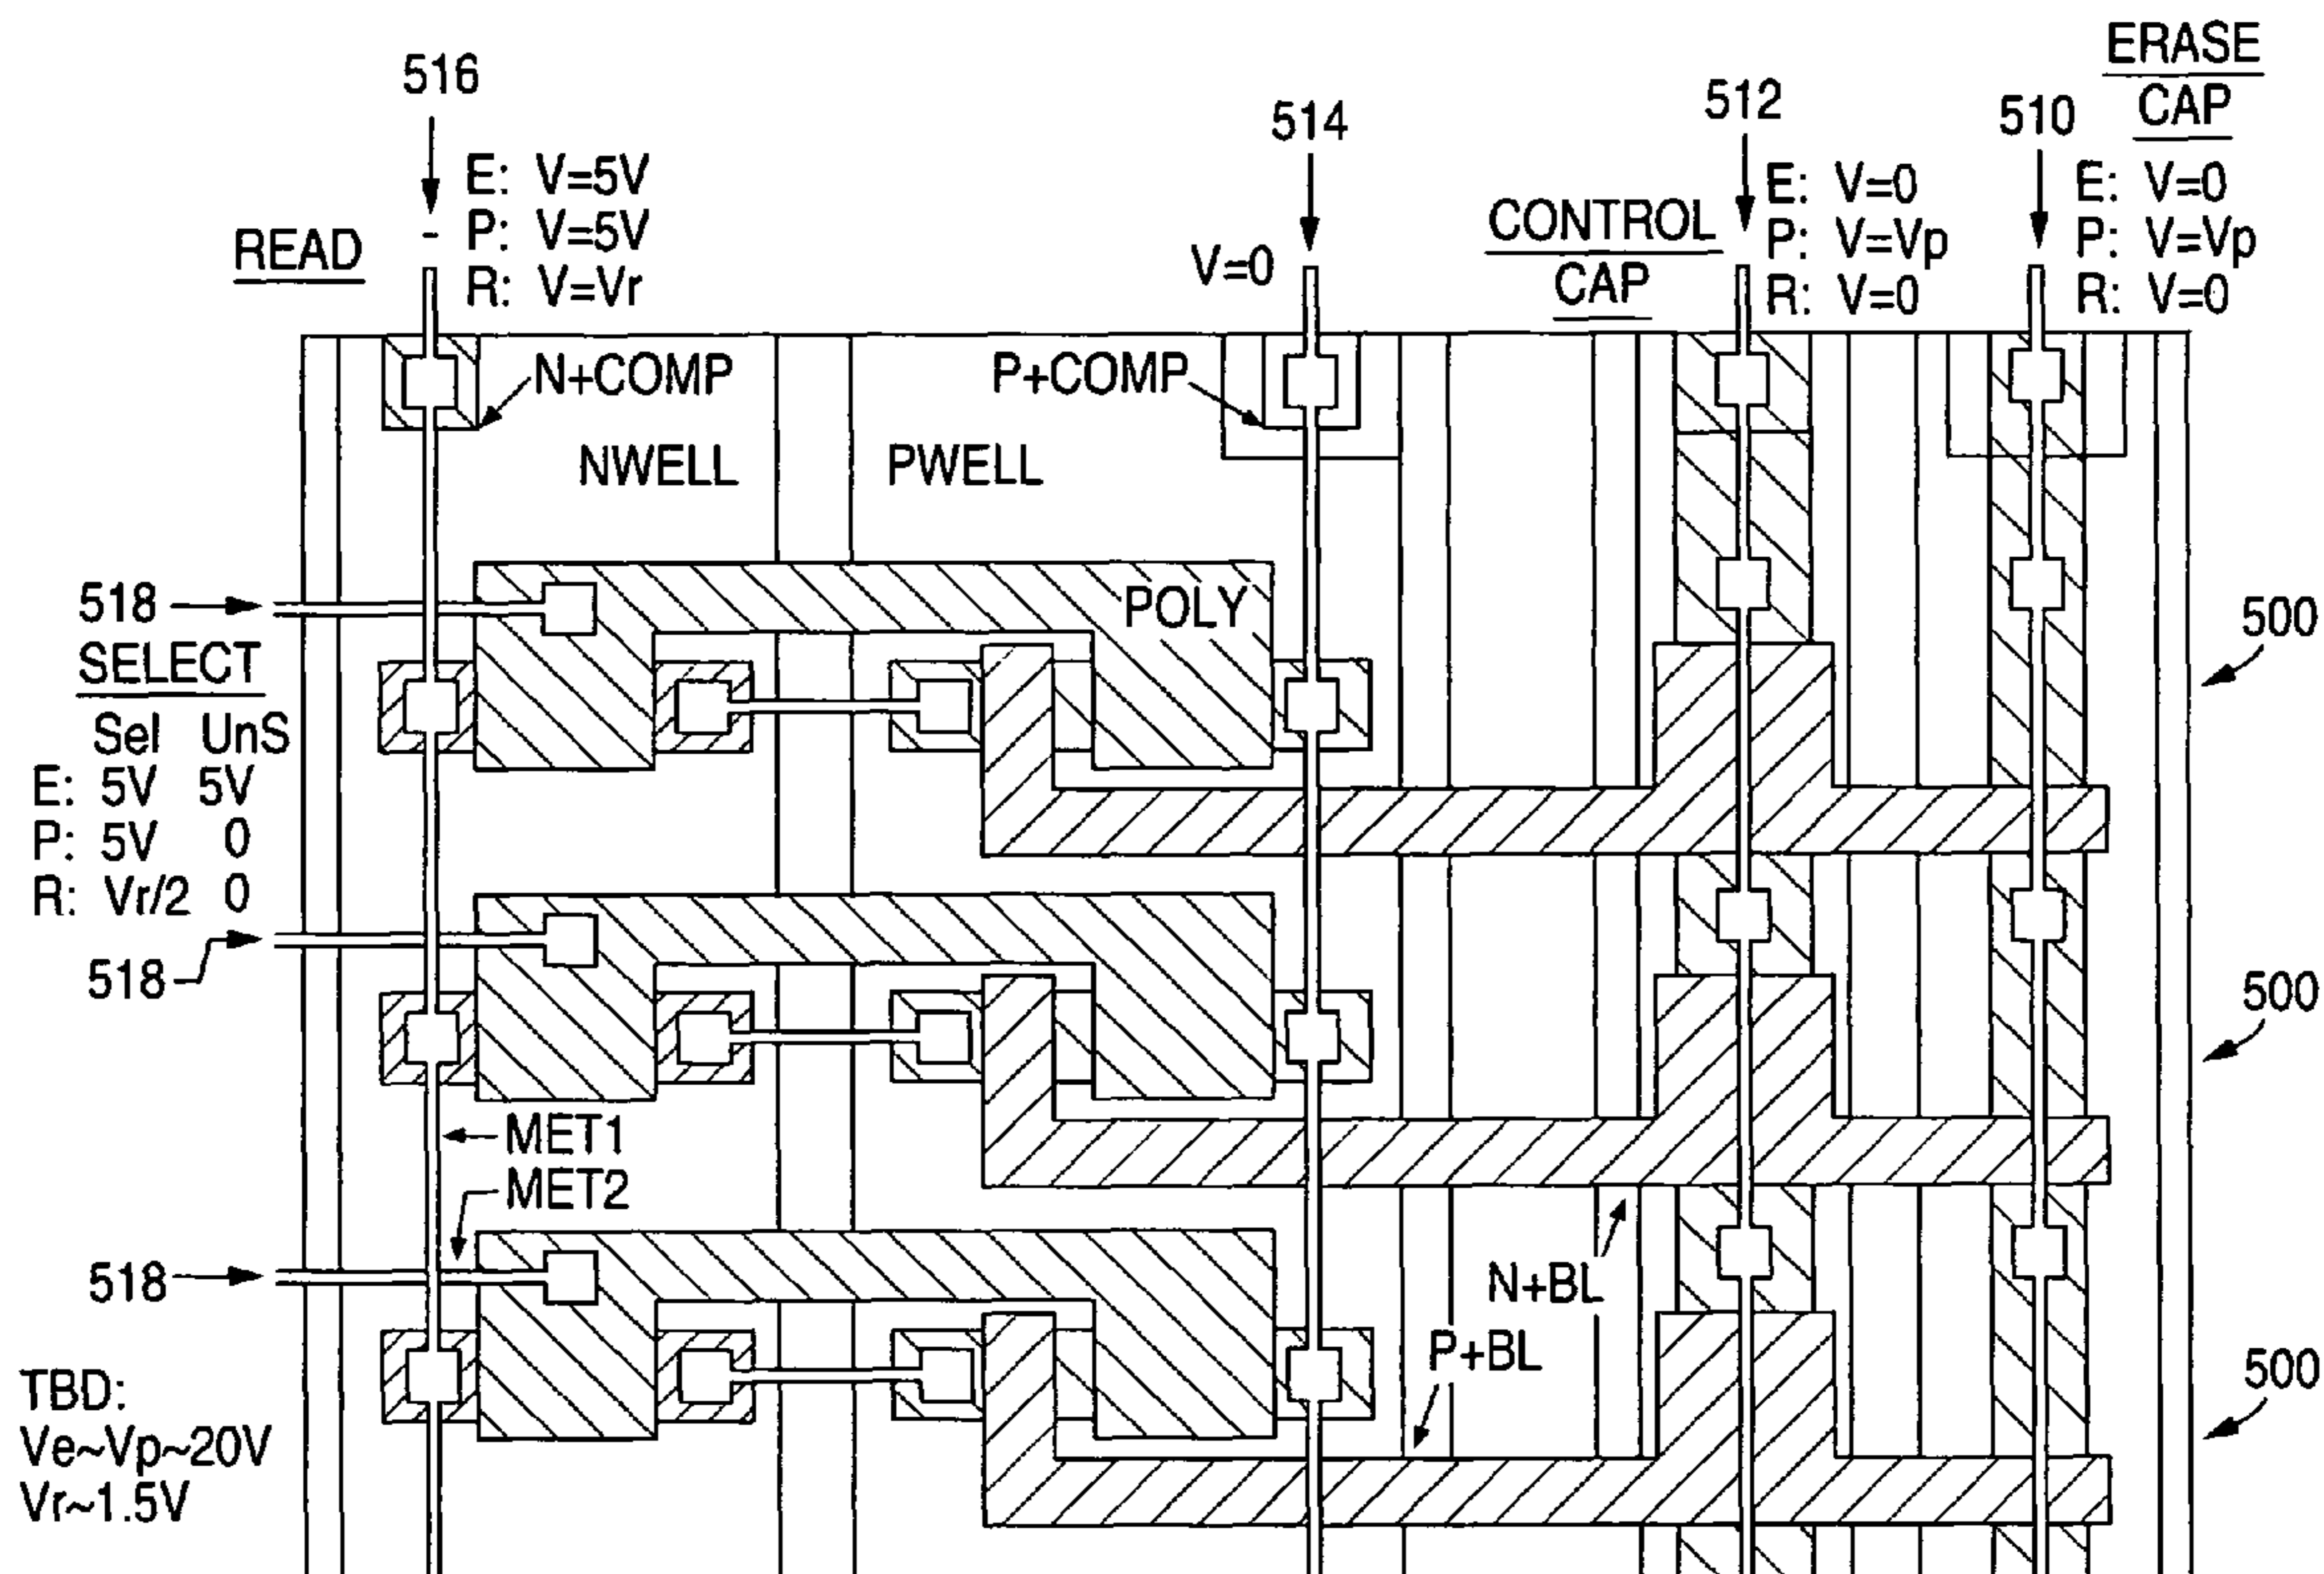 516
E: V=5V
P: V=5V
R: V=Vr
READ
514
V=0
CONTROL
CAP
512
E: V=0
P: V=Vp
R: V=0
510
ERASE
CAP
E: V=0
P: V=Vp
R: V=0
N+COMP
P+COMP
NWELL
PWELL
518
SELECT
Sel UnS
E: 5V 5V
P: 5V 0
R: Vr/2 0
POLY
500
518
500
MET1
MET2
518
N+BL
P+BL
500
TBD:
Ve~Vp~20V
Vr~1.5V